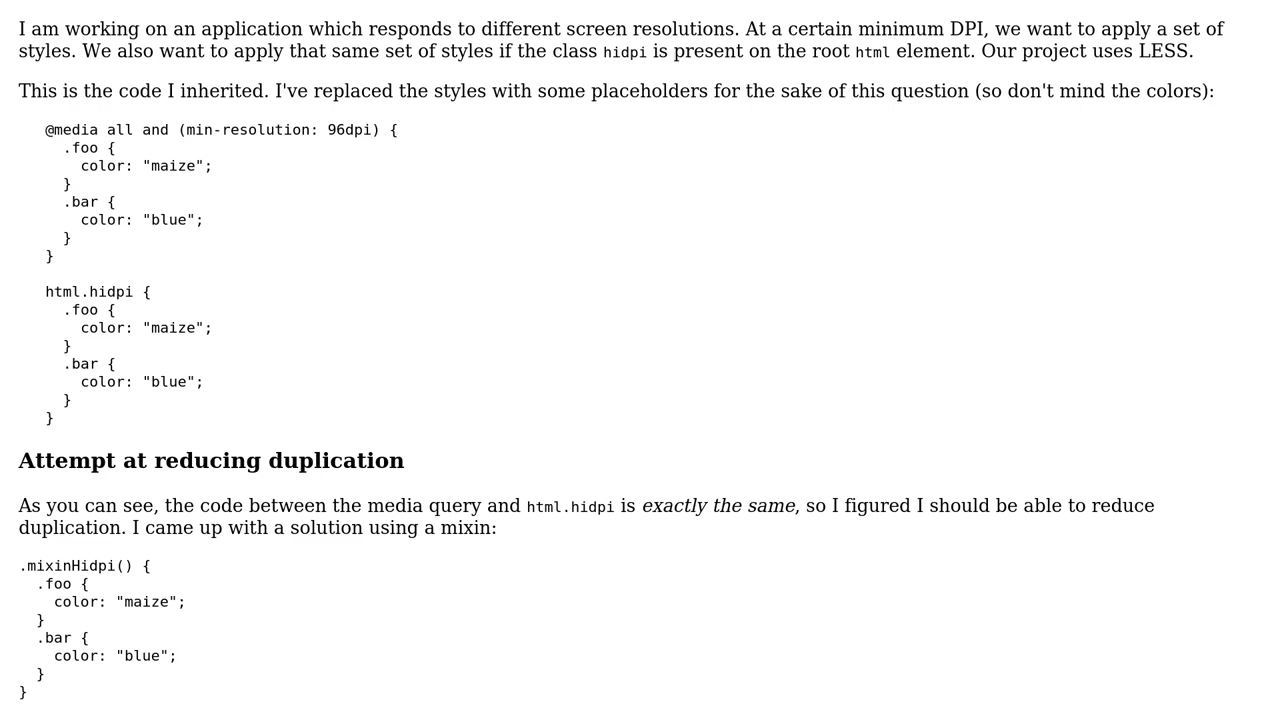 I am working on an application which responds to different screen resolutions. At a certain minimum DPI, we want to apply a set of
styles. We also want to apply that same set of styles if the class hidpi is present on the root html element. Our project uses LESS.
This is the code I inherited. I've replaced the styles with some placeholders for the sake of this question (so don't mind the colors):
@media all and (min-resolution: 96dpi) {
  .foo {
    color: "maize";
  }
  .bar {
    color: "blue";
  }
}
html.hidpi {
  .foo {
    color: "maize";
  }
  .bar {
    color: "blue";
  }
}
Attempt at reducing duplication
As you can see, the code between the media query and html.hidpi is exactly the same, so I figured I should be able to reduce
duplication. I came up with a solution using a mixin:
.mixinHidpi() {
  .foo {
    color: "maize";
  }
  .bar {
    color: "blue";
  }
}